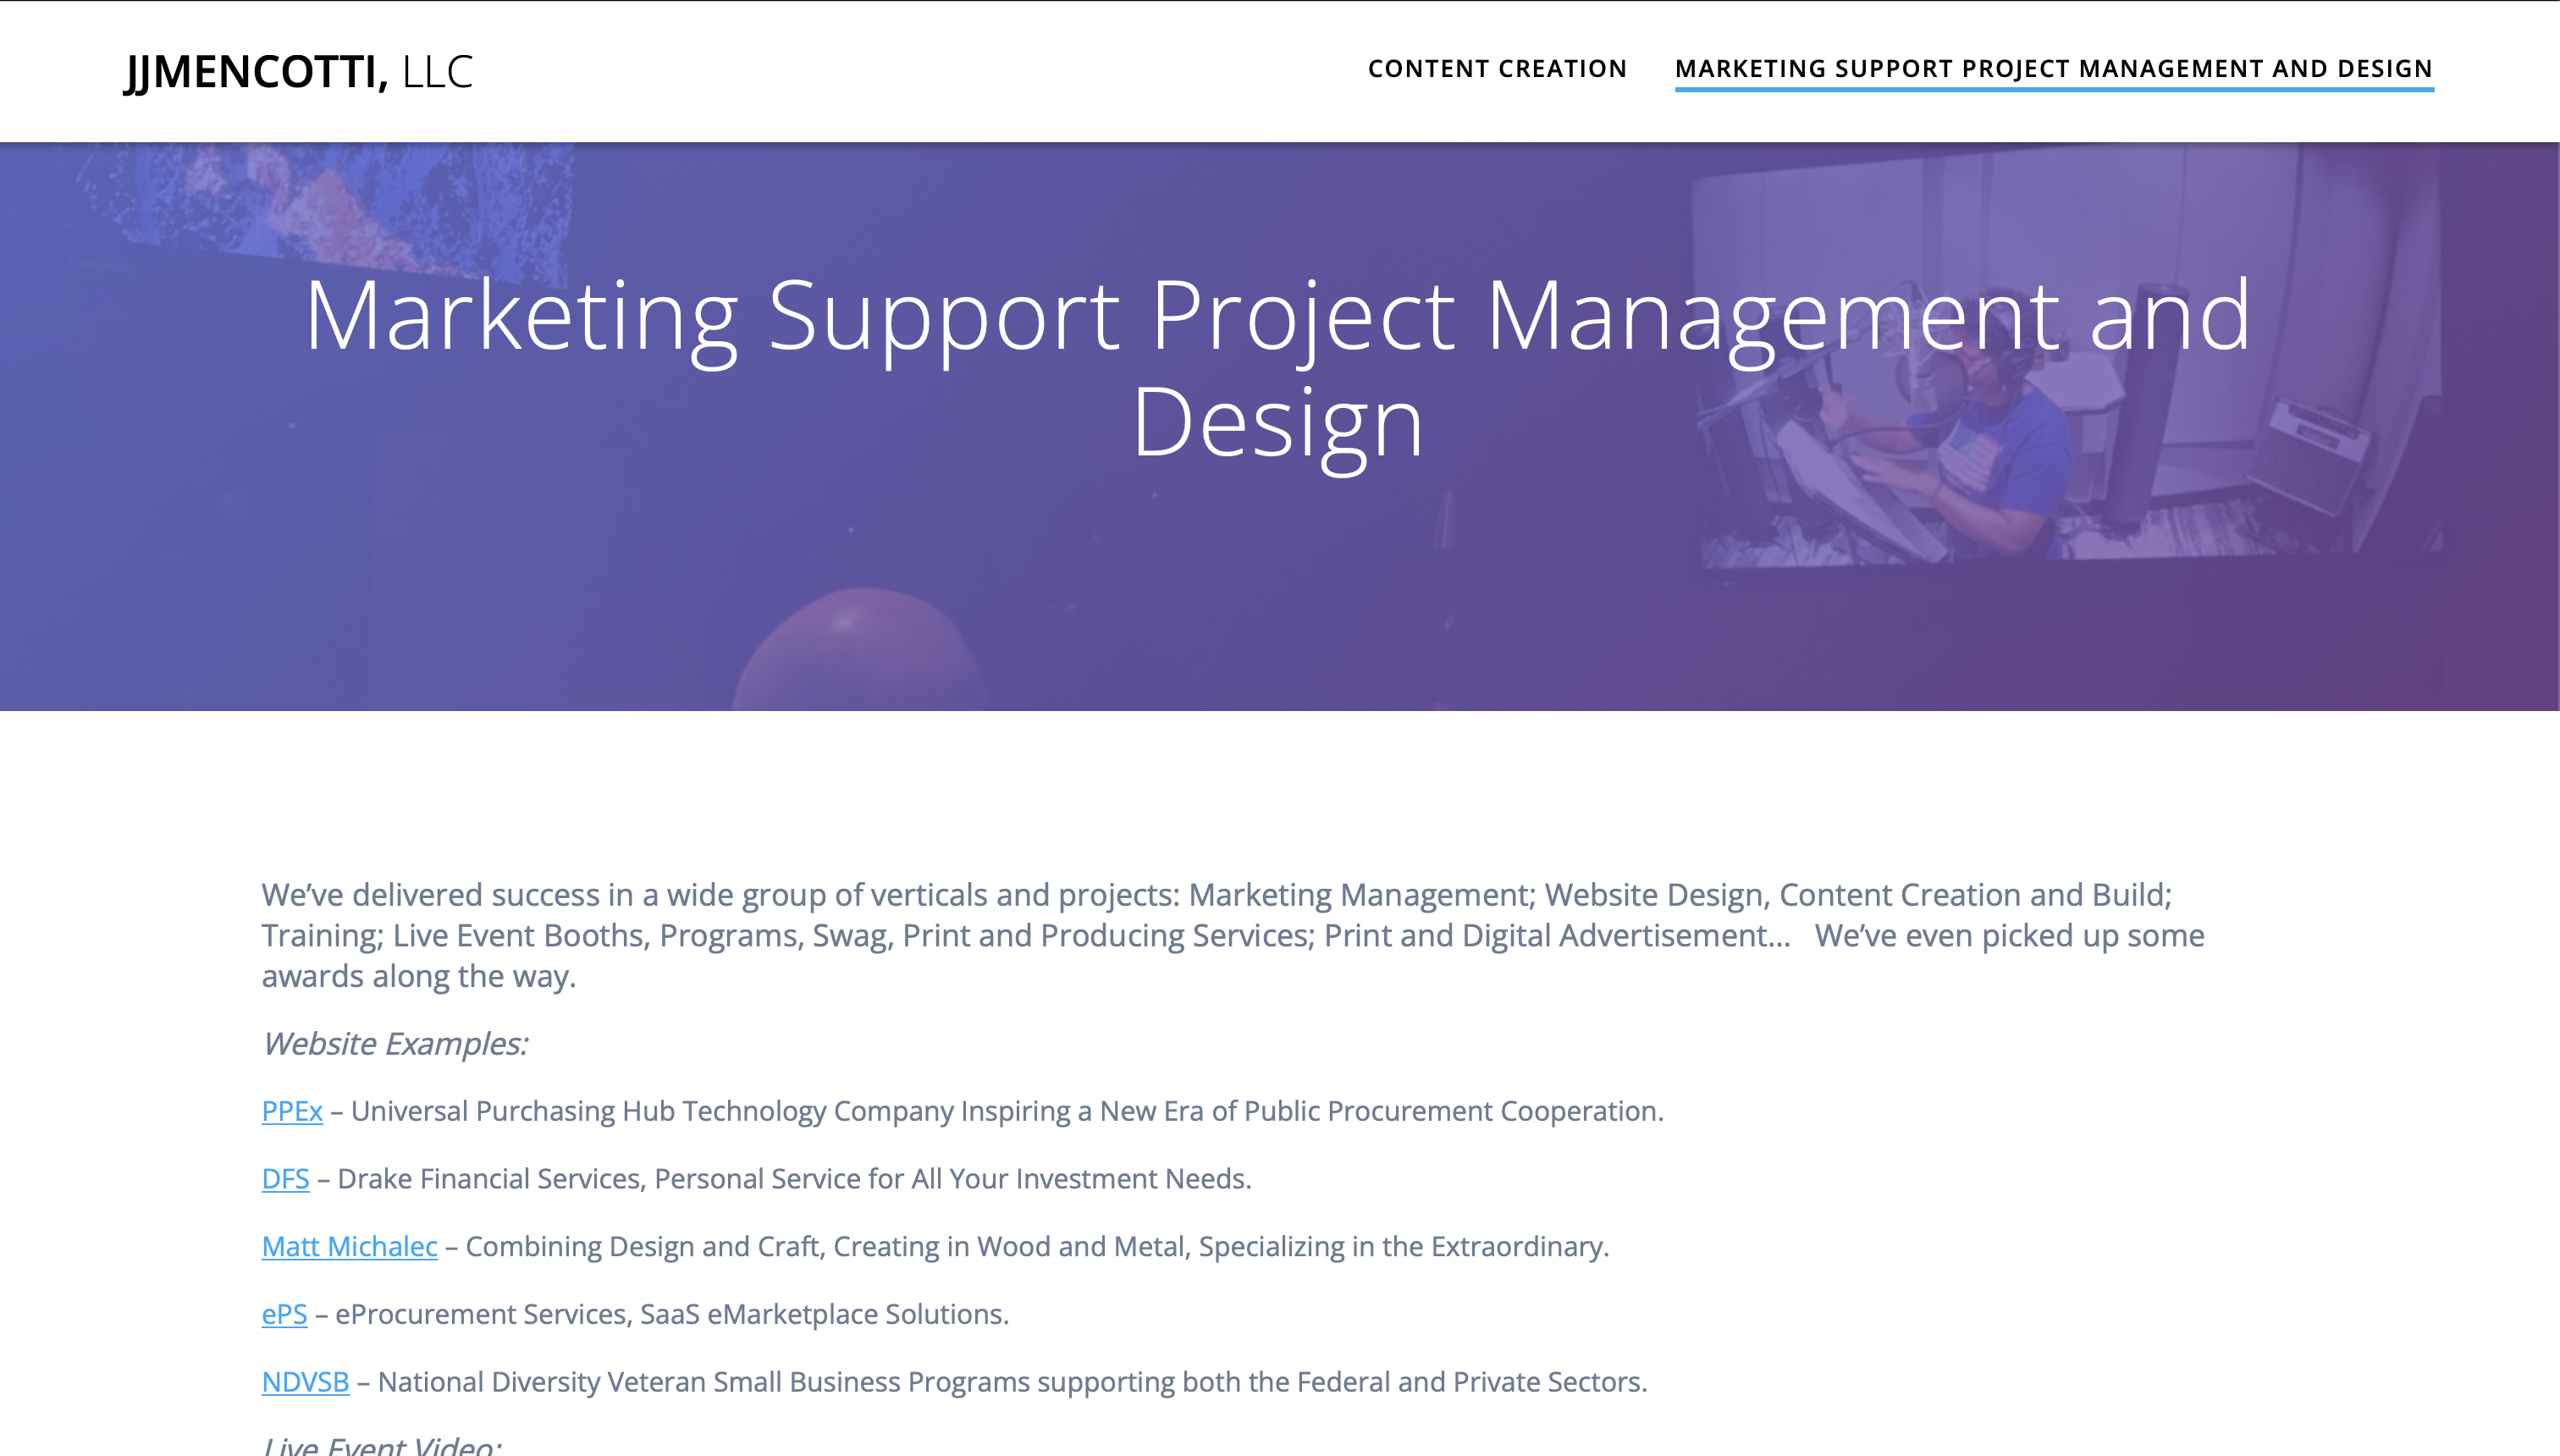 JJMENCOTTI, LLC
CONTENT CREATION
MARKETING SUPPORT PROJECT MANAGEMENT AND DESIGN
Marketing Support Project Management and
Design
We’ve delivered success in a wide group of verticals and projects: Marketing Management; Website Design, Content Creation and Build;
Training; Live Event Booths, Programs, Swag, Print and Producing Services; Print and Digital Advertisement… We’ve even picked up some
awards along the way.
Website Examples:
PPEx – Universal Purchasing Hub Technology Company Inspiring a New Era of Public Procurement Cooperation.
DFS – Drake Financial Services, Personal Service for All Your Investment Needs.
Matt Michalec – Combining Design and Craft, Creating in Wood and Metal, Specializing in the Extraordinary.
ePS – eProcurement Services, SaaS eMarketplace Solutions.
NDVSB – National Diversity Veteran Small Business Programs supporting both the Federal and Private Sectors.
Live Event Video: